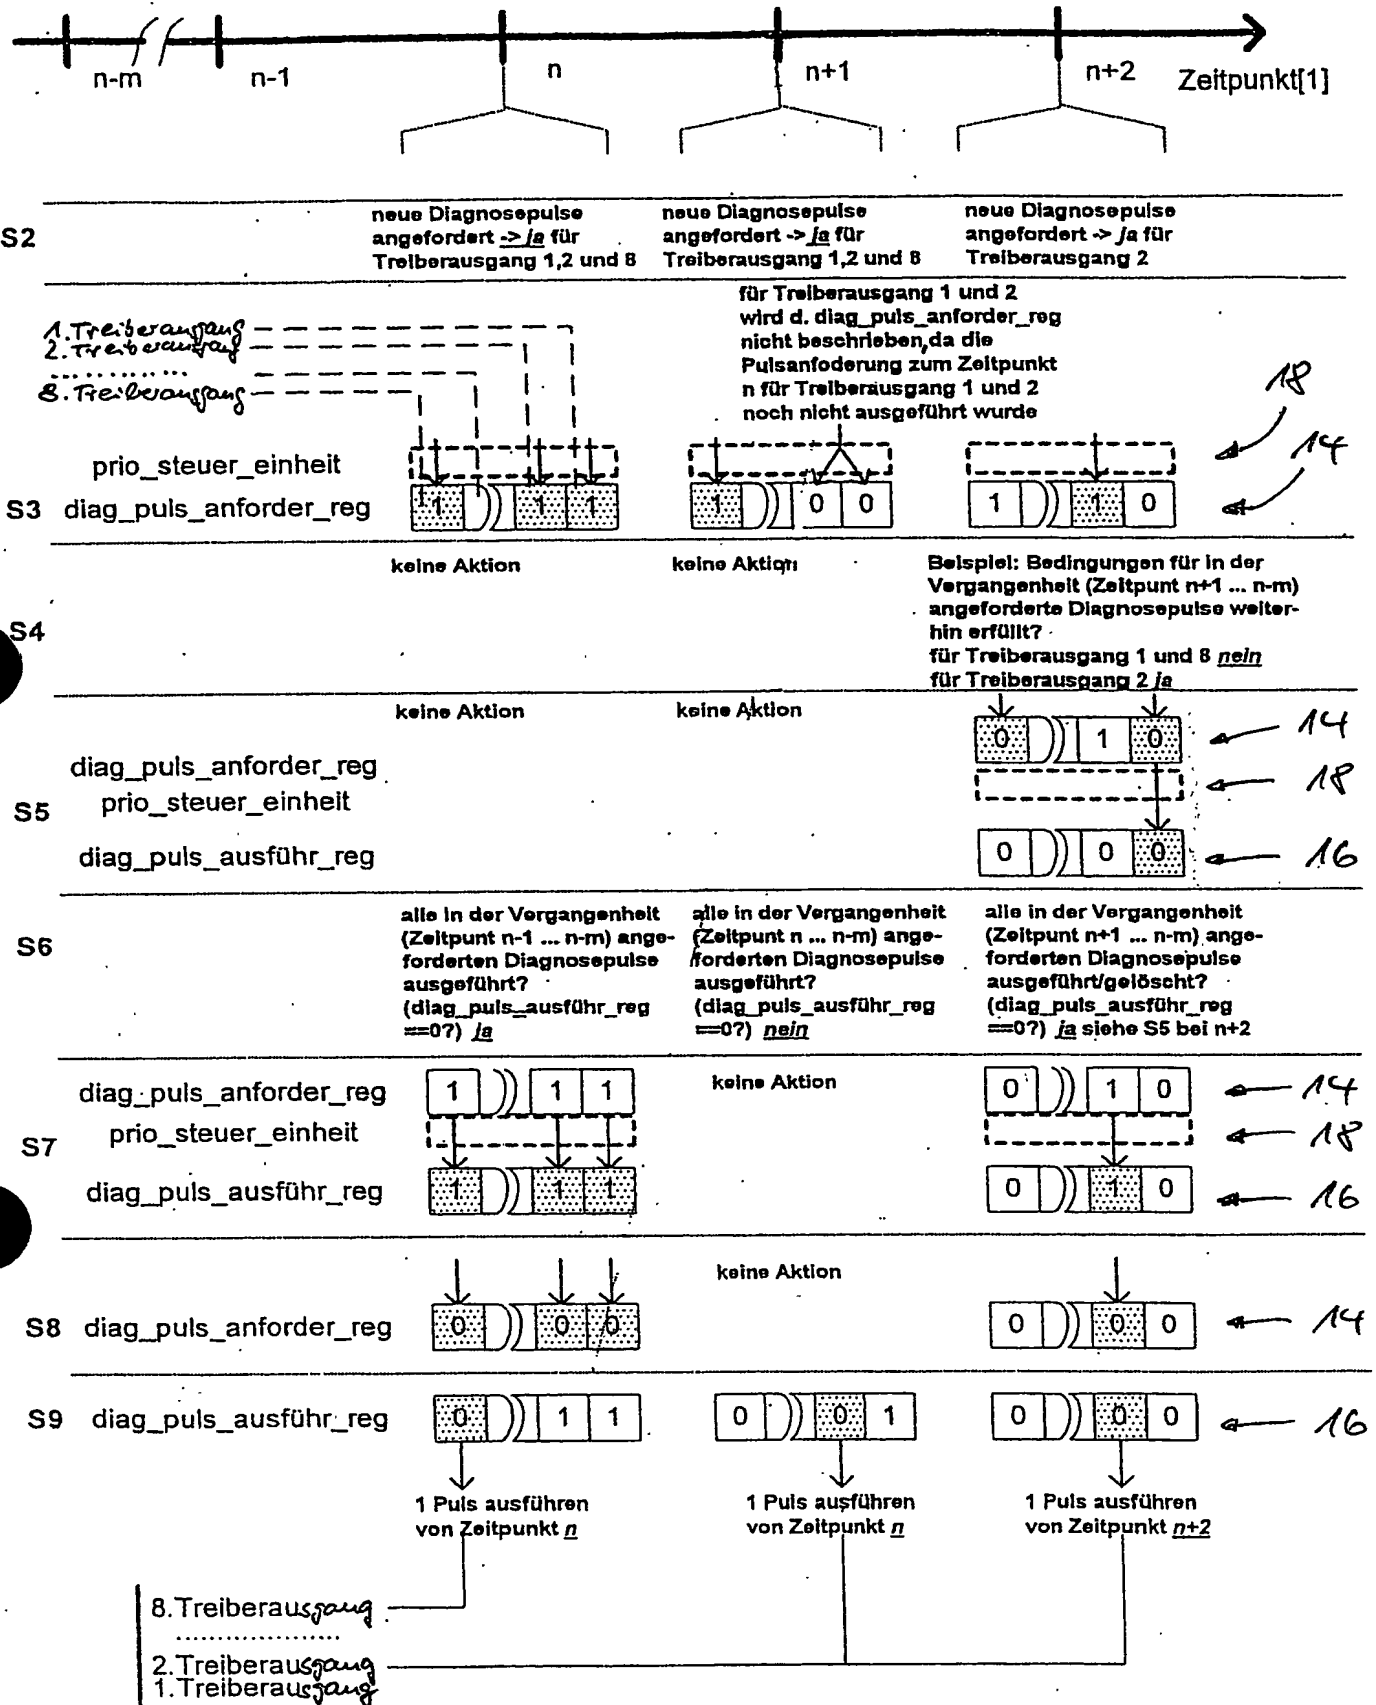 n-m n-1 n n+1 n+2 Zeitpunkt[1]
S2
neue Diagnosepulse
angefordert -> ja für
Treiberausgang 1,2 und 8
neue Diagnosepulse
angefordert -> ja für
Treiberausgang 1,2 und 8
neue Diagnosepulse
angefordert -> ja für
Treiberausgang 2
1.Treiberausgang
2.Treiberausgang
..............
8.Treiberausgang
für Treiberausgang 1 und 2
wird d. diag_puls_anforder_reg
nicht beschrieben,da die
Pulsanfoderung zum Zeitpunkt
n für Treiberausgang 1 und 2
noch nicht ausgeführt wurde
prio_steuer_einheit 18
S3 diag_puls_anforder_reg 1 1 1 1 0 0 1 1 0 14
S4
keine Aktion
keine Aktion
Beispiel: Bedingungen für in der
Vergangenheit (Zeitpunt n+1 ... n-m)
angeforderte Diagnosepulse weiter-
hin erfüllt?
für Treiberausgang 1 und 8 nein
für Treiberausgang 2 ja
S5
keine Aktion
keine Aktion
diag_puls_anforder_reg 0 1 0 14
prio_steuer_einheit 18
diag_puls_ausführ_reg 0 0 0 16
S6
alle in der Vergangenheit
(Zeitpunt n-1 ... n-m) ange-
forderten Diagnosepulse
ausgeführt?
(diag_puls_ausführ_reg
==0?) ja
alle in der Vergangenheit
(Zeitpunt n ... n-m) ange-
forderten Diagnosepulse
ausgeführt?
(diag_puls_ausführ_reg
==0?) nein
alle in der Vergangenheit
(Zeitpunt n+1 ... n-m) ange-
forderten Diagnosepulse
ausgeführt/gelöscht?
(diag_puls_ausführ_reg
==0?) ja siehe S5 bei n+2
S7
diag_puls_anforder_reg 1 1 1 keine Aktion 0 1 0 14
prio_steuer_einheit 18
diag_puls_ausführ_reg 1 1 1 0 1 0 16
keine Aktion
S8 diag_puls_anforder_reg 0 0 0 0 0 0 14
S9 diag_puls_ausführ_reg 0 1 1 0 0 1 0 0 0 16
1 Puls ausführen
von Zeitpunkt n
1 Puls ausführen
von Zeitpunkt n
1 Puls ausführen
von Zeitpunkt n+2
8.Treiberausgang
...................
2.Treiberausgang
1.Treiberausgang